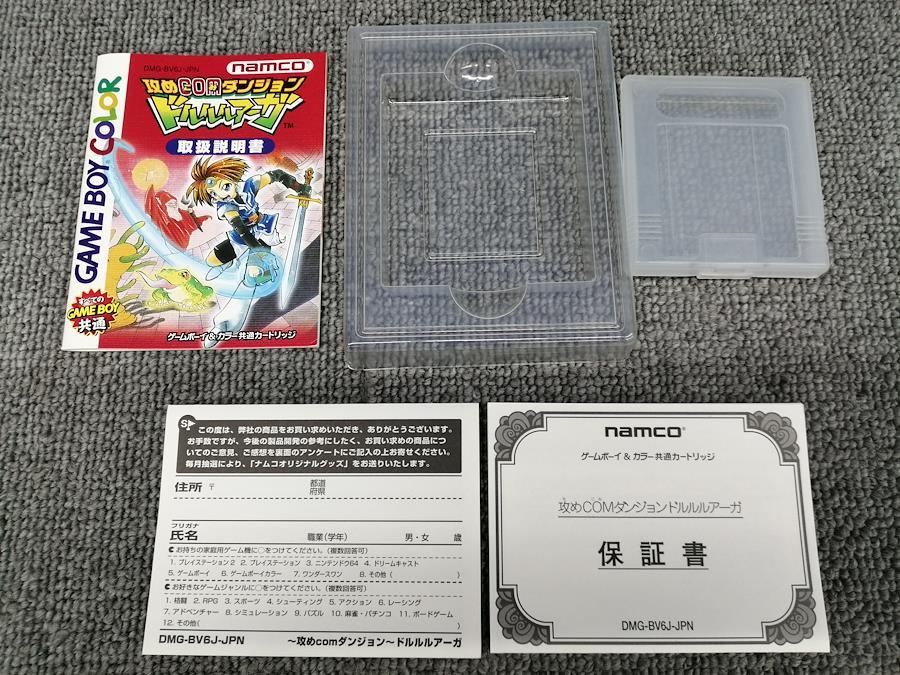 DMG-BV6J-JPN
namco
攻めCOMダンジョン
ドルルルアーガ™
取扱説明書
GAME BOY COLOR
すべての
GAME BOY
共通
ゲームボーイ&カラー共通カートリッジ
S
この度は、弊社の商品をお買い求めいただき、ありがとうございます。
お手数ですが、今後の製品開発の参考にしたく、お買い求めの商品につ
いてのご意見、ご感想を裏面のアンケートにご記入の上お寄せください。
毎月抽選により、「ナムコオリジナルグッズ」をお送りいたします。
住所 〒 都道
府県
フリガナ
氏名 職業(学年) 男・女 歳
お持ちの家庭用ゲーム機に○をつけてください。(複数回答可)
1. プレイステーション2 2. プレイステーション 3. ニンテンドウ64 4. ドリームキャスト
5. ゲームボーイ 6. ゲームボーイカラー 7. ワンダースワン 8. その他( )
お好きなゲームジャンルに○をつけてください。(複数回答可)
1. 格闘 2. RPG 3. スポーツ 4. シューティング 5. アクション 6. レーシング
7. アドベンチャー 8. シミュレーション 9. パズル 10. 麻雀・パチンコ 11. ボードゲーム
12. その他( )
DMG-BV6J-JPN ～攻めcomダンジョン～ドルルルアーガ
namco®
ゲームボーイ&カラー共通カートリッジ
攻めCOMダンジョンドルルルアーガ
保証書
DMG-BV6J-JPN